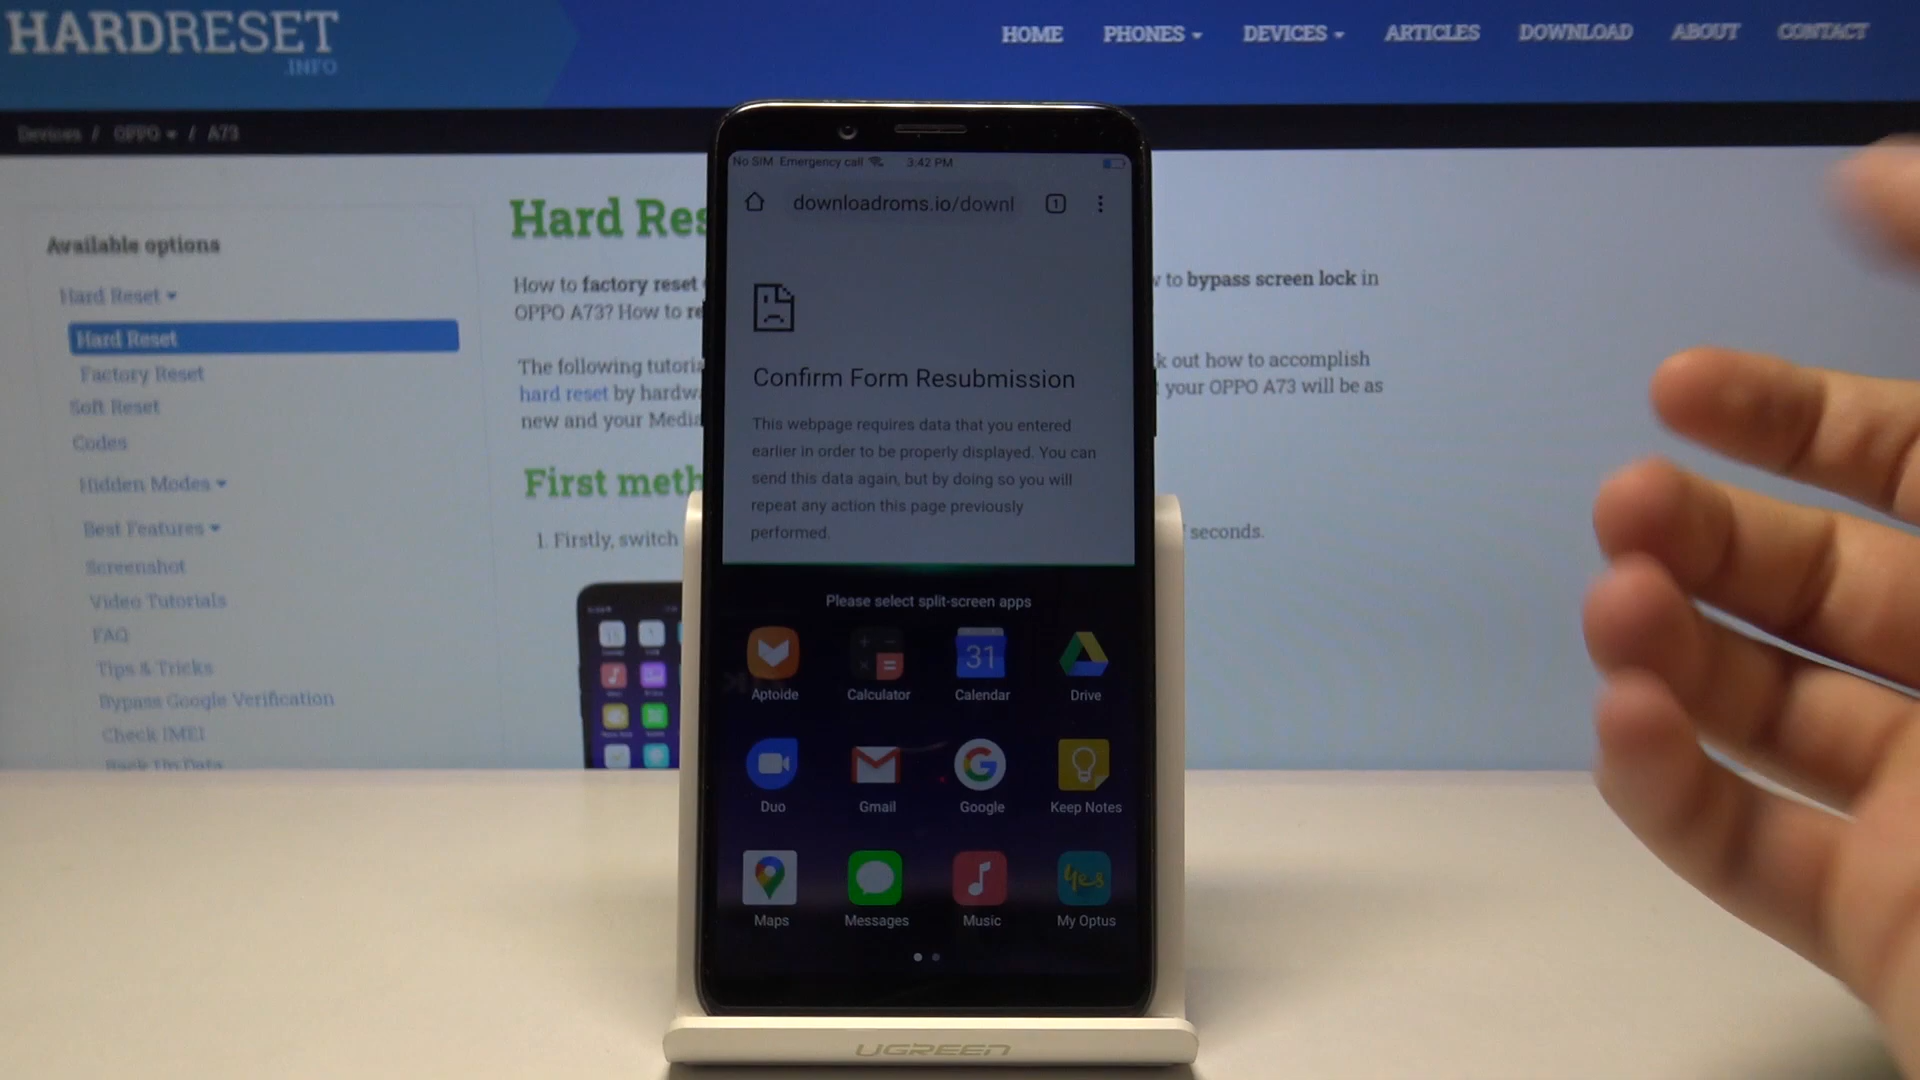 HARDRESET
.INFO
HOME PHONES DEVICES ARTICLES DOWNLOAD ABOUT CONTACT
Devices / OPPO / A73
Available options
Hard Reset
Hard Reset
Factory Reset
Soft Reset
Codes
Hidden Modes
Best Features
Screenshot
Video Tutorials
FAQ
Tips & Tricks
Bypass Google Verification
Check IMEI
Back Up Data
Hard Res
How to factory reset
to bypass screen lock in
OPPO A73? How to re
The following tutoria
k out how to accomplish
hard reset by hardwa
your OPPO A73 will be as
new and your Media
First meth
1. Firstly, switch
seconds.
No SIM Emergency call 3:42 PM
downloadroms.io/downl 1
Confirm Form Resubmission
This webpage requires data that you entered
earlier in order to be properly displayed. You can
send this data again, but by doing so you will
repeat any action this page previously
performed.
Please select split-screen apps
31
Aptoide Calculator Calendar Drive
Duo Gmail Google Keep Notes
yes
Maps Messages Music My Optus
UGREEN